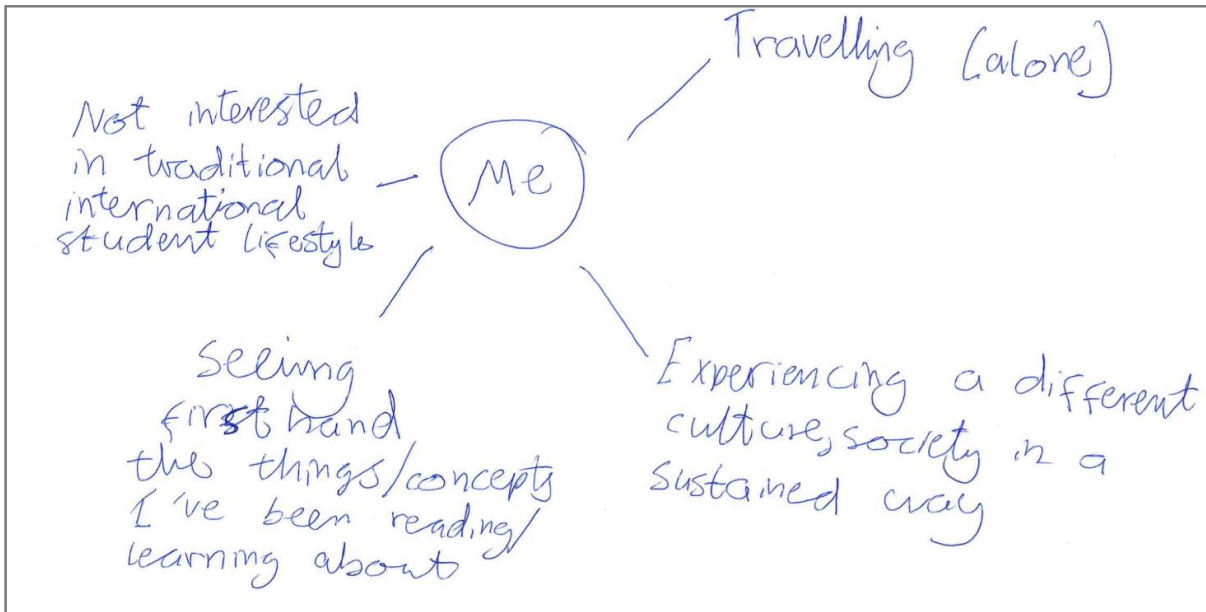 Travelling (alone)
Not interested
in traditional
international
student lifestyle
Me
Seeing
first hand
the things/concepts
I've been reading/
learning about
Experiencing a different
culture, society in a
sustained way